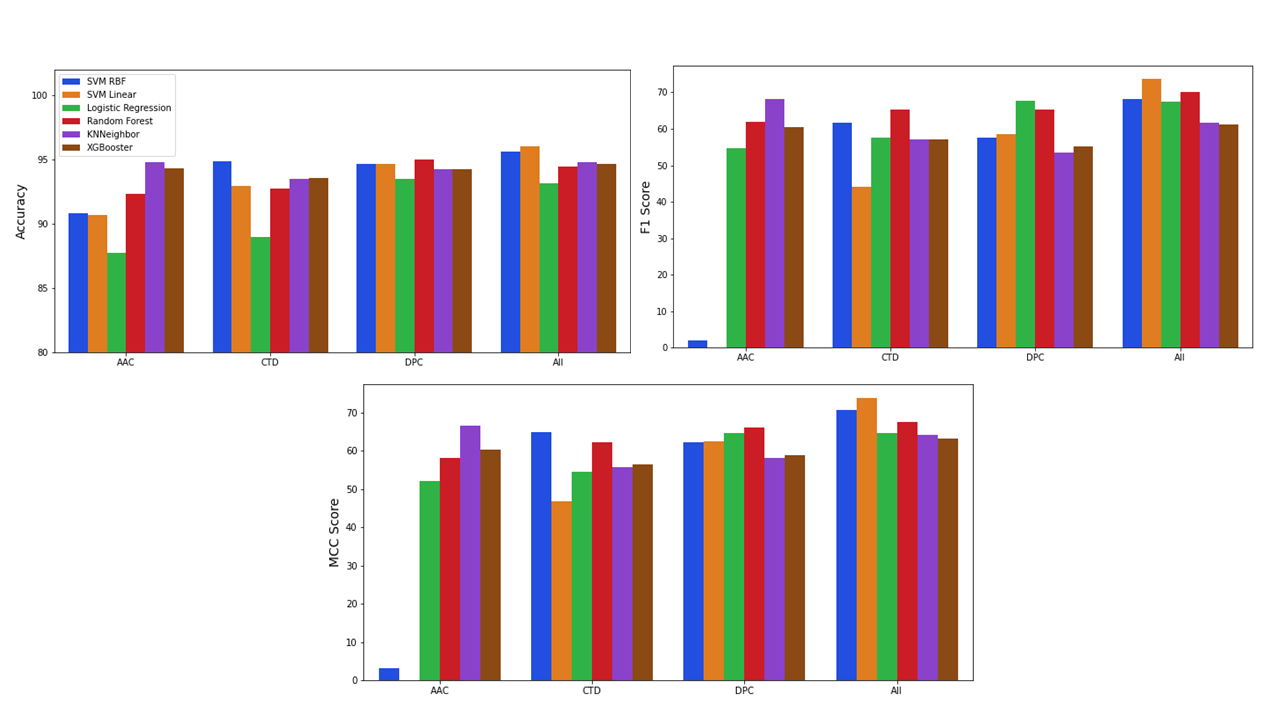 Accuracy
100
95
90
85
80
SVM RBF
SVM Linear
Logistic Regression
Random Forest
KNNeighbor
XGBooster
AAC CTD DPC All
F1 Score
70
60
50
40
30
20
10
0
AAC CTD DPC All
MCC Score
70
60
50
40
30
20
10
0
AAC CTD DPC All